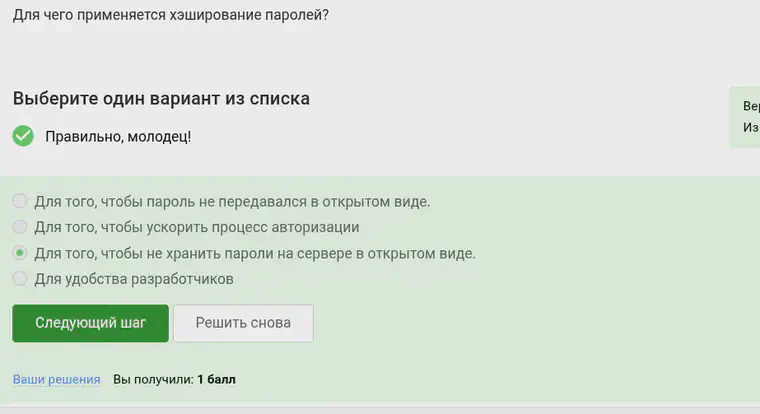 Для чего применяется хэширование паролей?
Выберите один вариант из списка
Правильно, молодец!
Вер
Из
Для того, чтобы пароль не передавался в открытом виде.
Для того, чтобы ускорить процесс авторизации
Для того, чтобы не хранить пароли на сервере в открытом виде.
Для удобства разработчиков
Следующий шаг
Решить снова
Ваши решения Вы получили: 1 балл